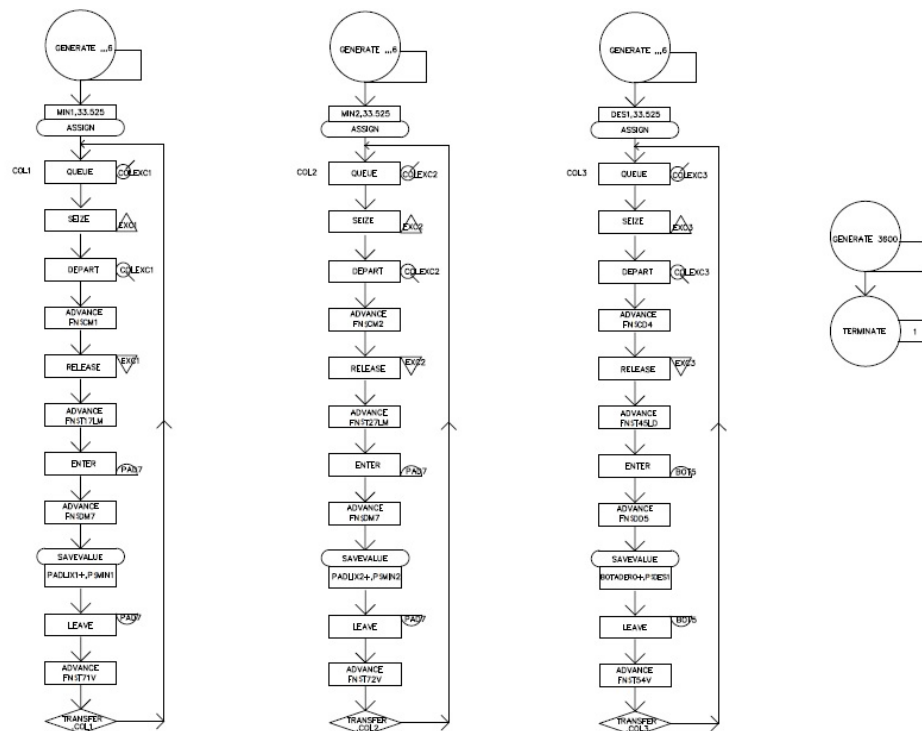 GENERATE ,,,6
MIN1,33.525
ASSIGN
COL1
QUEUE
COLEXC1
SEIZE
EXC1
DEPART
COLEXC1
ADVANCE
FN$CM1
RELEASE
EXC1
ADVANCE
FN$T17LM
ENTER
PAD7
ADVANCE
FN$DM7
SAVEVALUE
PADLIX1+,P$MIN1
LEAVE
PAD7
ADVANCE
FN$T71V
TRANSFER
,COL1
GENERATE ,,,6
MIN2,33.525
ASSIGN
COL2
QUEUE
COLEXC2
SEIZE
EXC2
DEPART
COLEXC2
ADVANCE
FN$CM2
RELEASE
EXC2
ADVANCE
FN$T27LM
ENTER
PAD7
ADVANCE
FN$DM7
SAVEVALUE
PADLIX2+,P$MIN2
LEAVE
PAD7
ADVANCE
FN$T72V
TRANSFER
,COL2
GENERATE ,,,6
DES1,33.525
ASSIGN
COL3
QUEUE
COLEXC3
SEIZE
EXC3
DEPART
COLEXC3
ADVANCE
FN$CD4
RELEASE
EXC3
ADVANCE
FN$T45LD
ENTER
BOT5
ADVANCE
FN$DD5
SAVEVALUE
BOTADERO+,P$DES1
LEAVE
BOT5
ADVANCE
FN$T54V
TRANSFER
,COL3
GENERATE 3600
TERMINATE
1